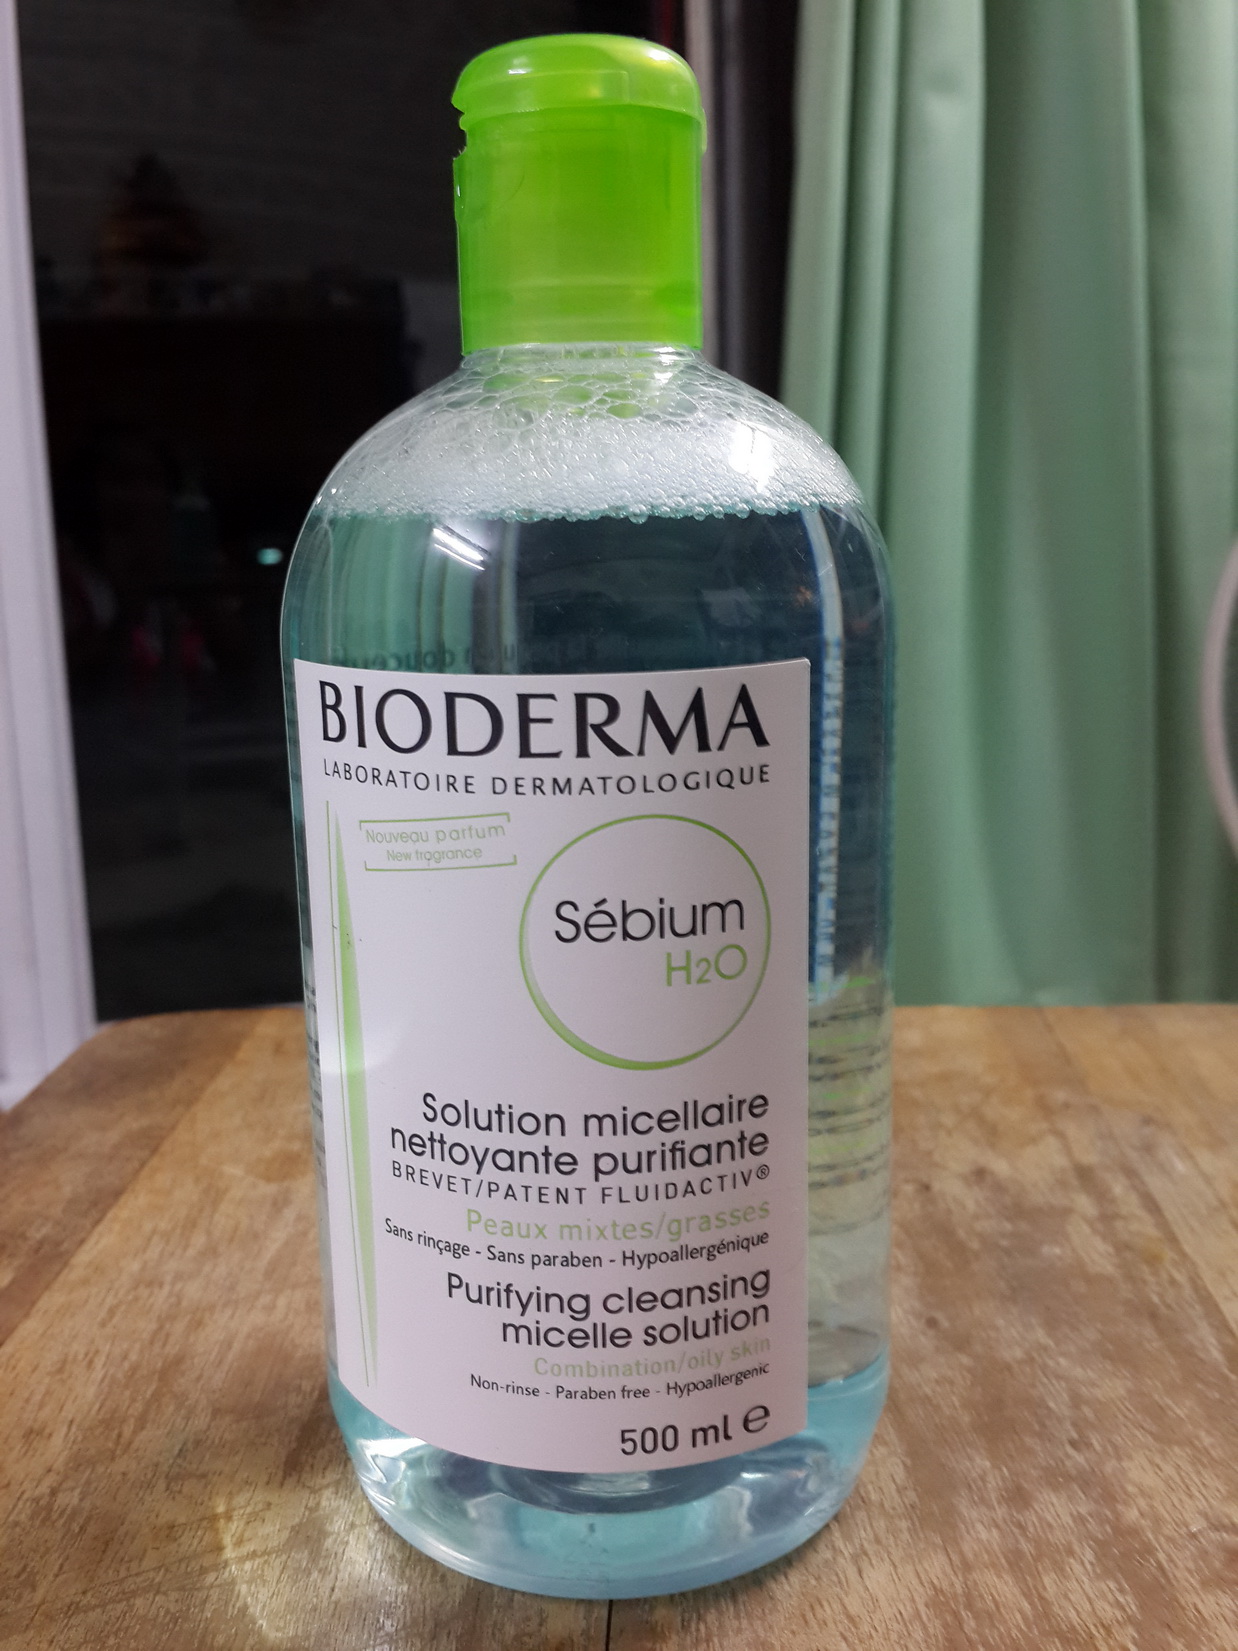 BIODERMA
LABORATOIRE DERMATOLOGIQUE
Nouveau parfum
New fragrance
Sébium
H2O
Solution micellaire
nettoyante purifiante
BREVET/PATENT FLUIDACTIV®
Peaux mixtes/grasses
Sans rinçage - Sans paraben - Hypoallergénique
Purifying cleansing
micelle solution
Combination/oily skin
Non-rinse - Paraben free - Hypoallergenic
500 ml e